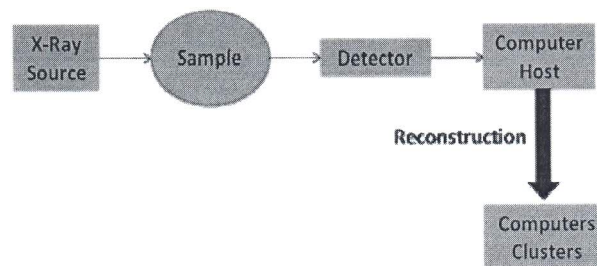 X-Ray
Source
Sample
Detector
Computer
Host
Reconstruction
Computers
Clusters